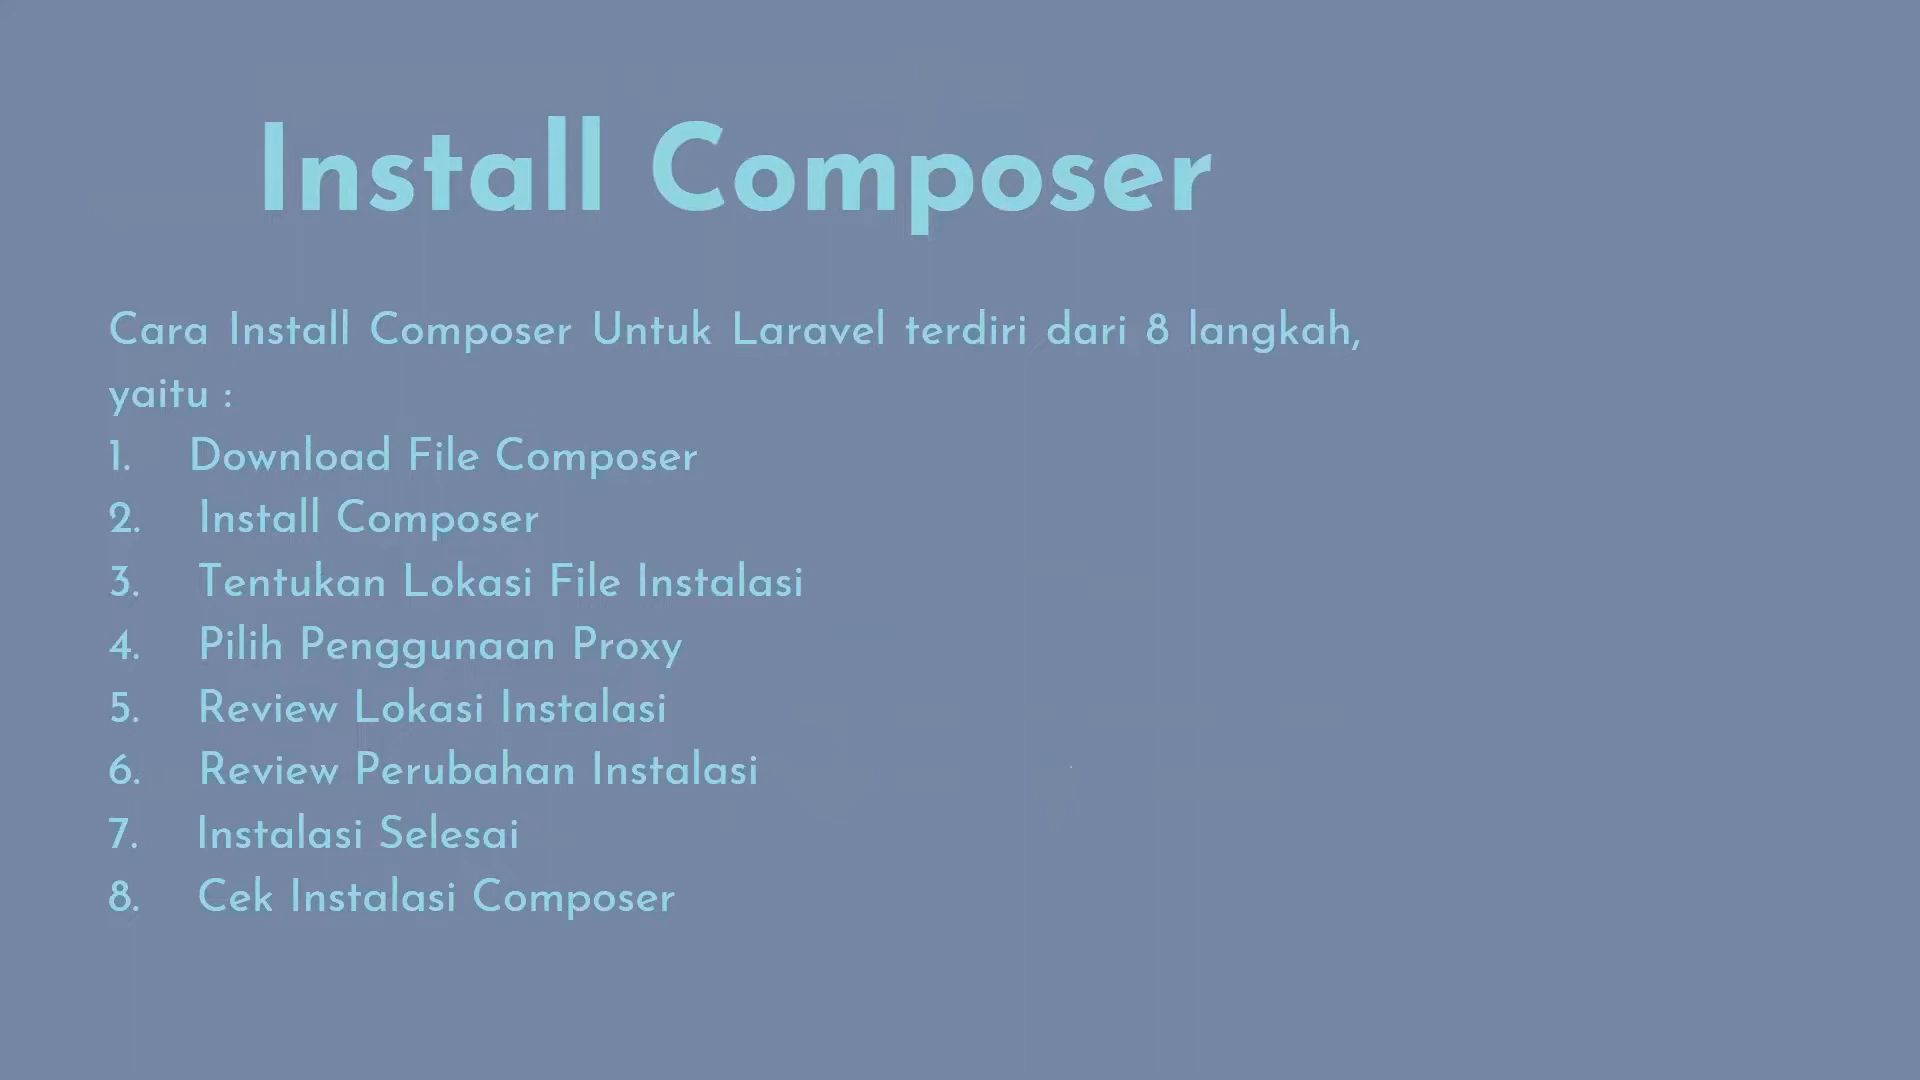 Install Composer
Cara Install Composer Untuk Laravel terdiri dari 8 langkah,
yaitu :
1. Download File Composer
2. Install Composer
3. Tentukan Lokasi File Instalasi
4. Pilih Penggunaan Proxy
5. Review Lokasi Instalasi
6. Review Perubahan Instalasi
7. Instalasi Selesai
8. Cek Instalasi Composer